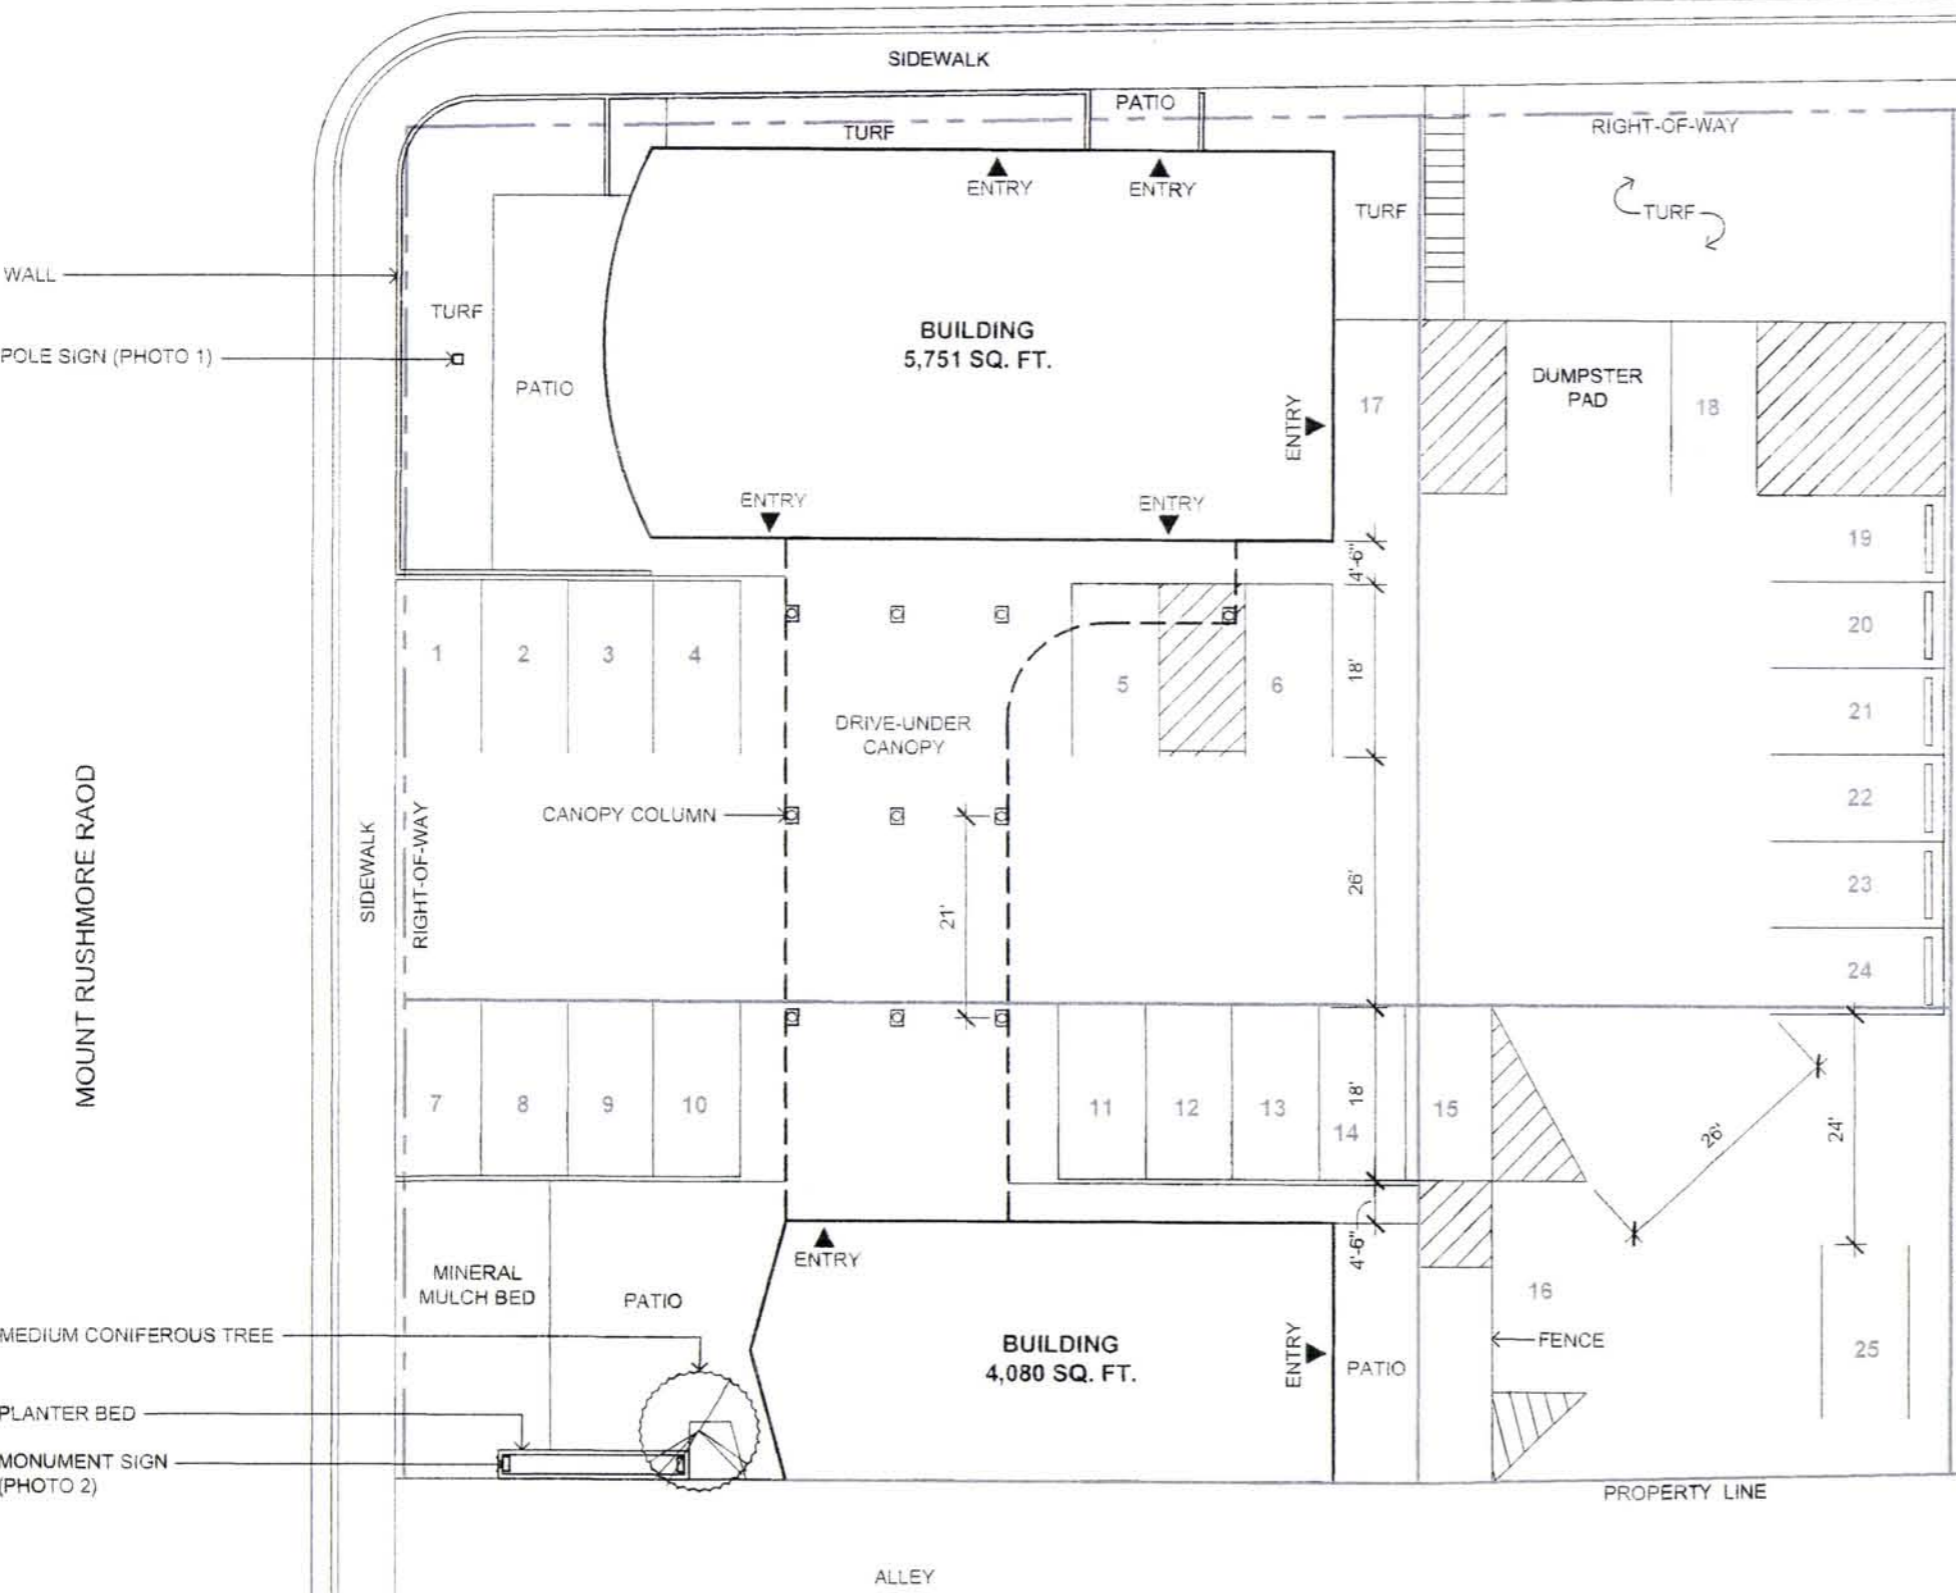 SIDEWALK
PATIO
TURF
RIGHT-OF-WAY
ENTRY
ENTRY
TURF
TURF
WALL
TURF
POLE SIGN (PHOTO 1)
PATIO
BUILDING
5,751 SQ. FT.
ENTRY
17
DUMPSTER
PAD
18
ENTRY
ENTRY
4'-6"
19
1
2
3
4
5
6
18'
20
21
DRIVE-UNDER
CANOPY
CANOPY COLUMN
MOUNT RUSHMORE RAOD
SIDEWALK
RIGHT-OF-WAY
21'
26'
22
23
24
7
8
9
10
11
12
13
14
18'
15
26'
24'
ENTRY
4'-6"
MINERAL
MULCH BED
PATIO
16
MEDIUM CONIFEROUS TREE
BUILDING
4,080 SQ. FT.
ENTRY
PATIO
FENCE
25
PLANTER BED
MONUMENT SIGN
(PHOTO 2)
PROPERTY LINE
ALLEY